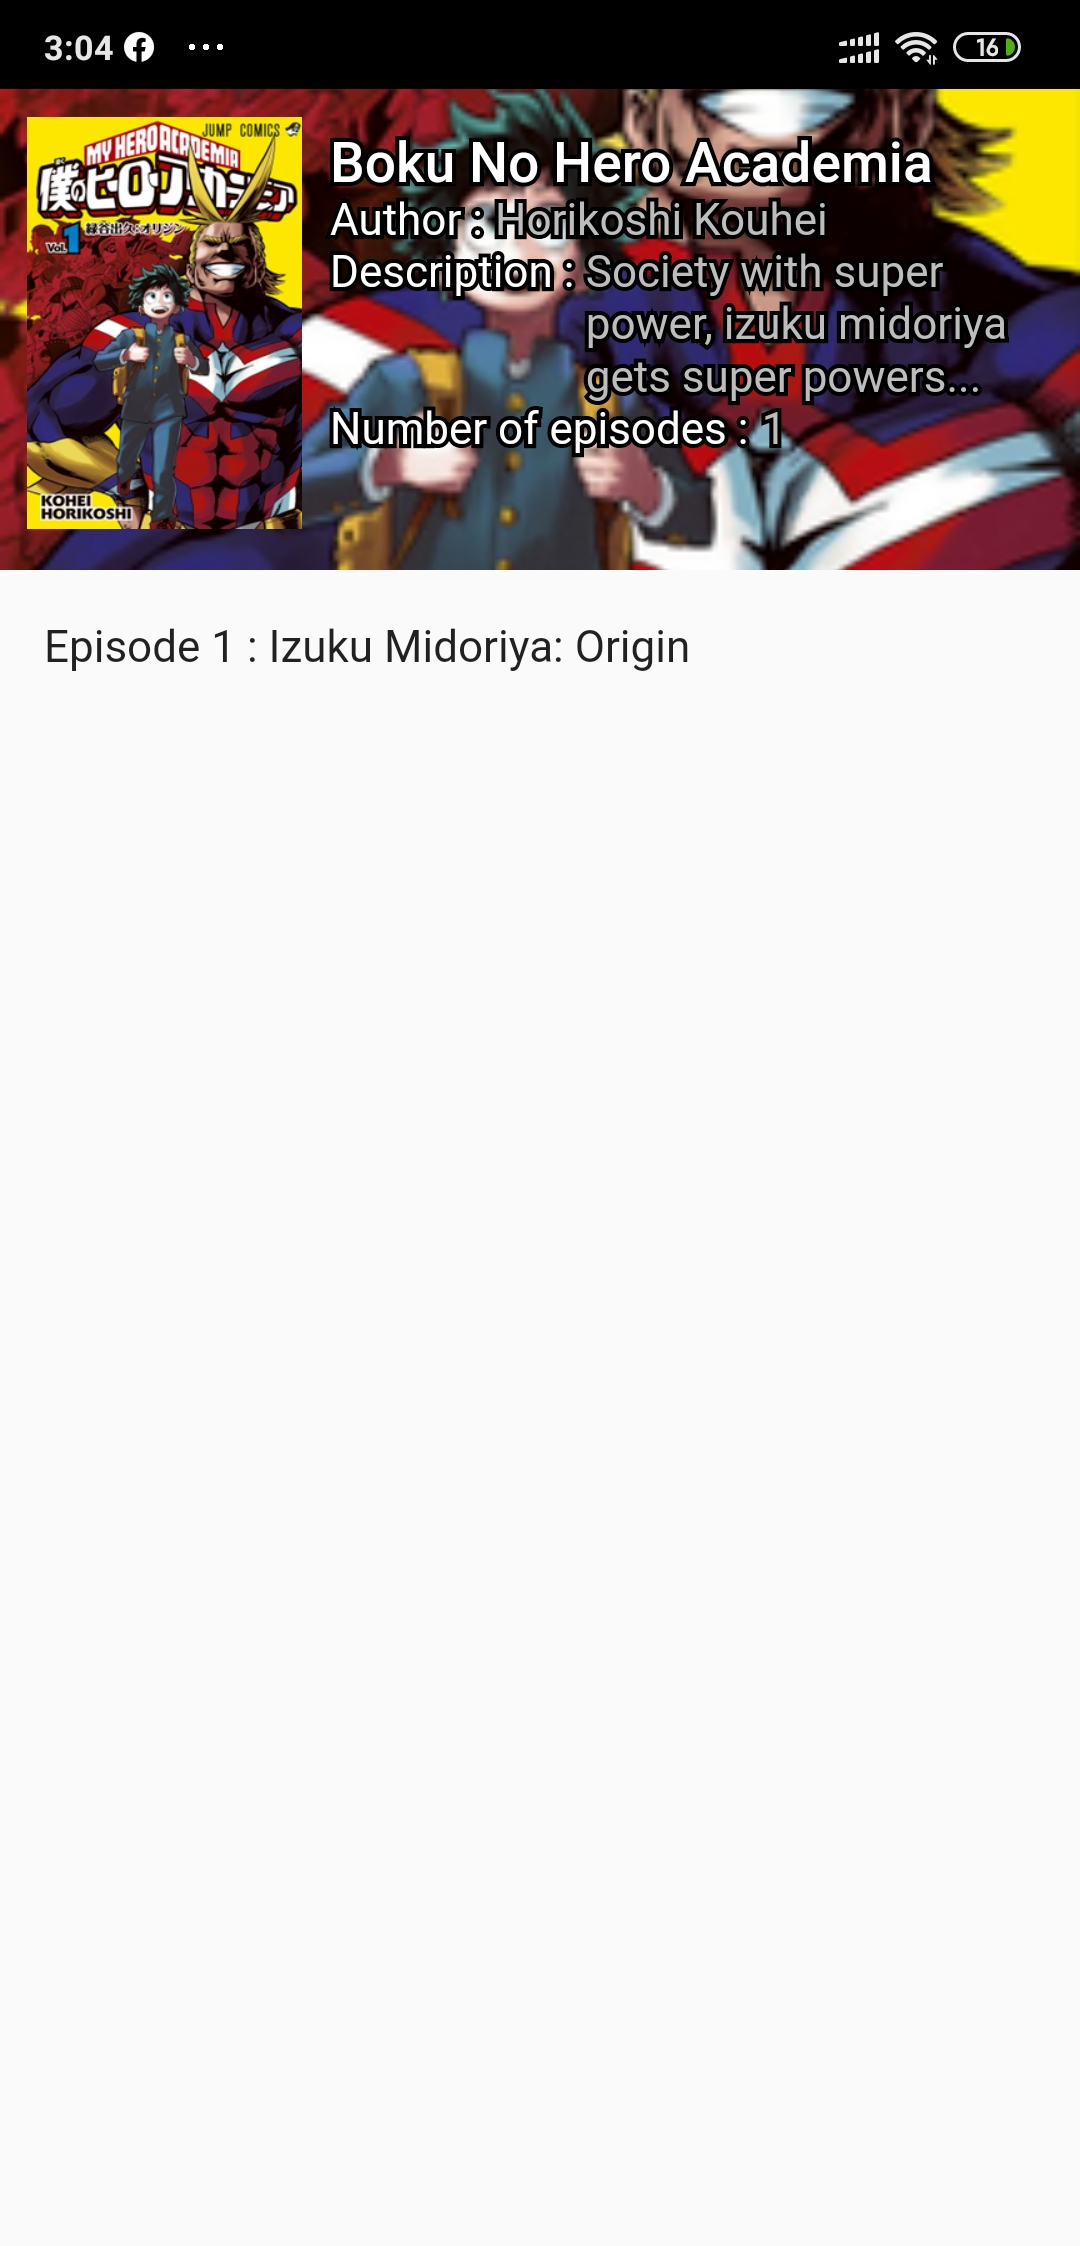 3:04
16
JUMP COMICS
MY HERO ACADEMIA
僕のヒーローアカデミア
Vol.1
緑谷出久:オリジン
KOHEI
HORIKOSHI
Boku No Hero Academia
Author : Horikoshi Kouhei
Description : Society with super
power, izuku midoriya
gets super powers...
Number of episodes : 1
Episode 1 : Izuku Midoriya: Origin